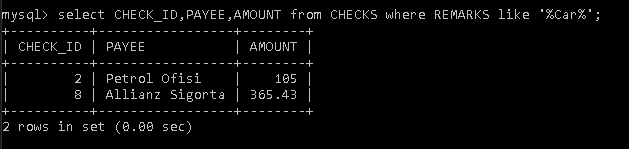 mysql> select CHECK_ID,PAYEE,AMOUNT from CHECKS where REMARKS like '%Car%';
+----------+-----------------+--------+
| CHECK_ID | PAYEE           | AMOUNT |
+----------+-----------------+--------+
|        2 | Petrol Ofisi    |    105 |
|        8 | Allianz Sigorta | 365.43 |
+----------+-----------------+--------+
2 rows in set (0.00 sec)